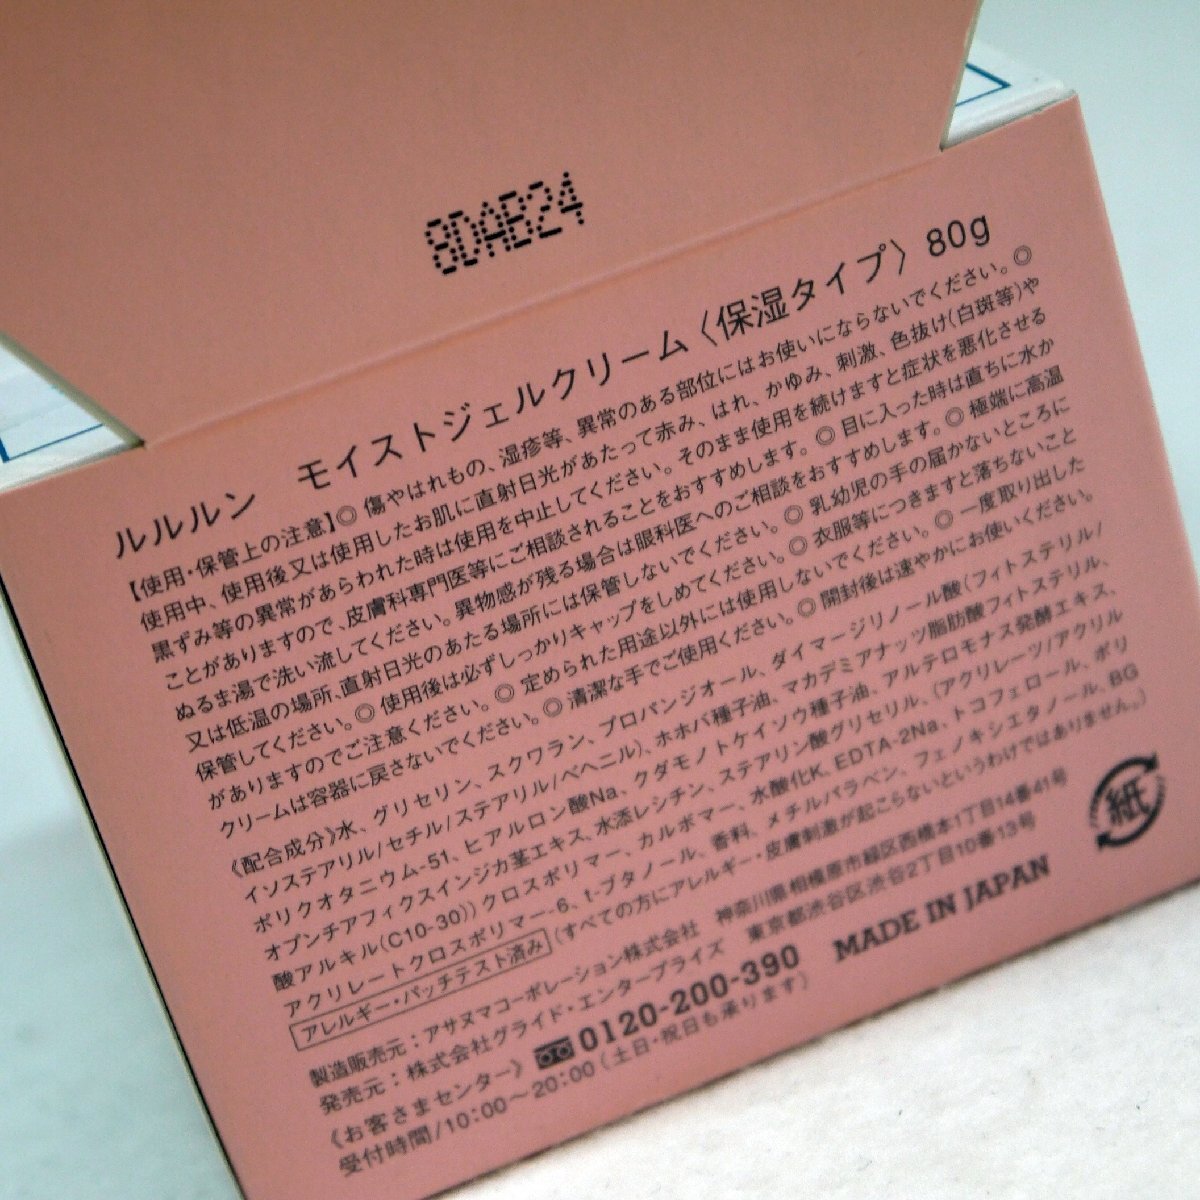 8DAB24
ルルルン モイストジェルクリーム〈保湿タイプ〉 80g
【使用・保管上の注意】◎ 傷やはれもの、湿疹等、異常のある部位にはお使いにならないでください。◎
使用中、使用後又は使用したお肌に直射日光があたって赤み、はれ、かゆみ、刺激、色抜け(白斑等)や
黒ずみ等の異常があらわれた時は使用を中止してください。そのまま使用を続けますと症状を悪化させる
ことがありますので、皮膚科専門医等にご相談されることをおすすめします。◎ 目に入った時は直ちに水か
ぬるま湯で洗い流してください。異物感が残る場合は眼科医へのご相談をおすすめします。◎ 極端に高温
又は低温の場所、直射日光のあたる場所には保管しないでください。◎ 乳幼児の手の届かないところに
保管してください。◎ 使用後は必ずしっかりキャップをしめてください。◎ 衣服等につきますと落ちないこと
がありますのでご注意ください。◎ 定められた用途以外には使用しないでください。◎ 一度取り出した
クリームは容器に戻さないでください。◎ 清潔な手でご使用ください。◎ 開封後は速やかにお使いください。
《配合成分》水、グリセリン、スクワラン、プロパンジオール、ダイマージリノール酸(フィトステリル/
イソステアリル/セチル/ステアリル/ベヘニル)、ホホバ種子油、マカデミアナッツ脂肪酸フィトステリル、
ポリクオタニウム-51、ヒアルロン酸Na、クダモノトケイソウ種子油、アルテロモナス発酵エキス、
オプンチアフィクスインジカ茎エキス、水添レシチン、ステアリン酸グリセリル、(アクリレーツ/アクリル
酸アルキル(C10-30))クロスポリマー、カルボマー、水酸化K、EDTA-2Na、トコフェロール、ポリ
アクリレートクロスポリマー-6、t-ブタノール、香料、メチルパラベン、フェノキシエタノール、BG
アレルギー・パッチテスト済み (すべての方にアレルギー・皮膚刺激が起こらないというわけではありません。)
製造販売元：アサヌマコーポレーション株式会社 神奈川県相模原市緑区西橋本1丁目14番41号
発売元：株式会社グライド・エンタープライズ 東京都渋谷区渋谷2丁目10番13号
《お客さまセンター》 0120-200-390 MADE IN JAPAN
受付時間/10:00〜20:00(土日・祝日も承ります)
紙